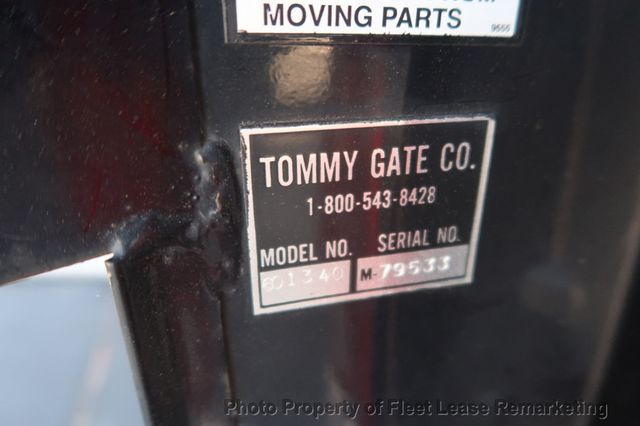 MOVING PARTS
9555
TOMMY GATE CO.
1-800-543-8428
MODEL NO. SERIAL NO.
601340 M-79533
Photo Property of Fleet Lease Remarketing